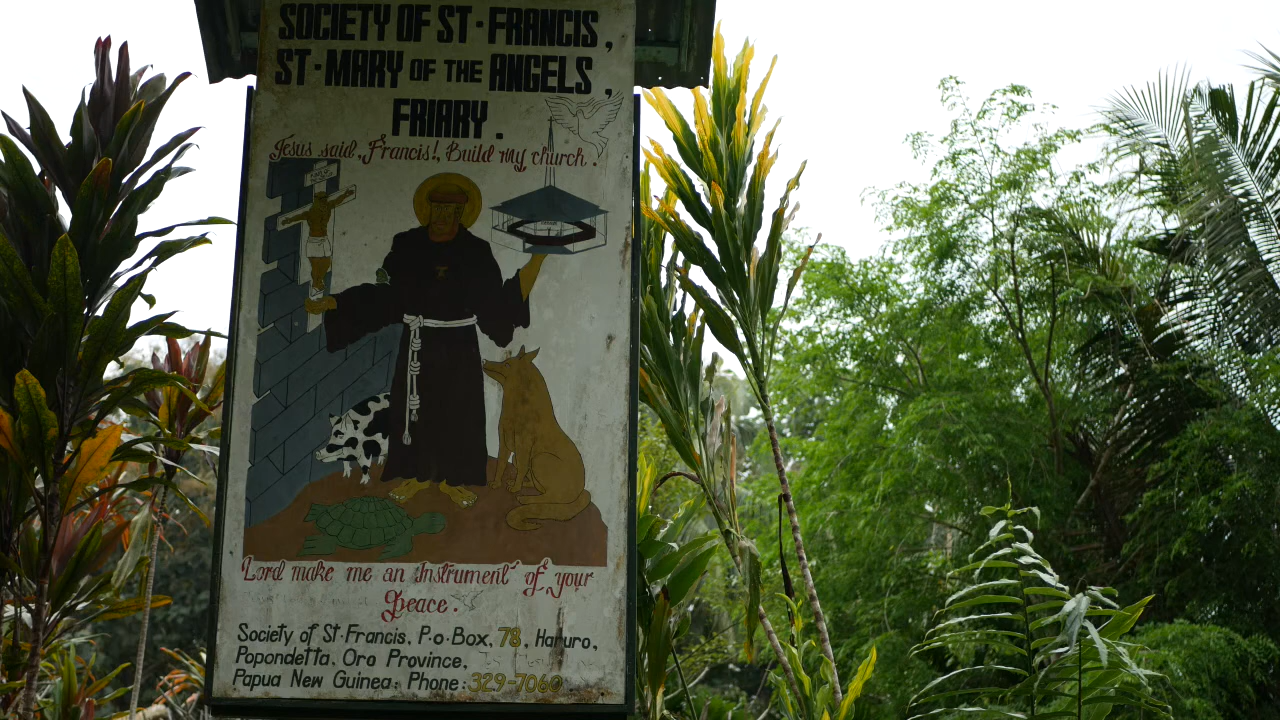 SOCIETY OF ST·FRANCIS,
ST·MARY OF THE ANGELS,
FRIARY.
Jesus said, Francis!, Build my church.
Lord make me an Instrument of your
Peace.
Society of St·Francis, P·o·Box, 78, Haruro,
Popondetta, Oro Province,
Papua New Guinea: Phone: 329-7060